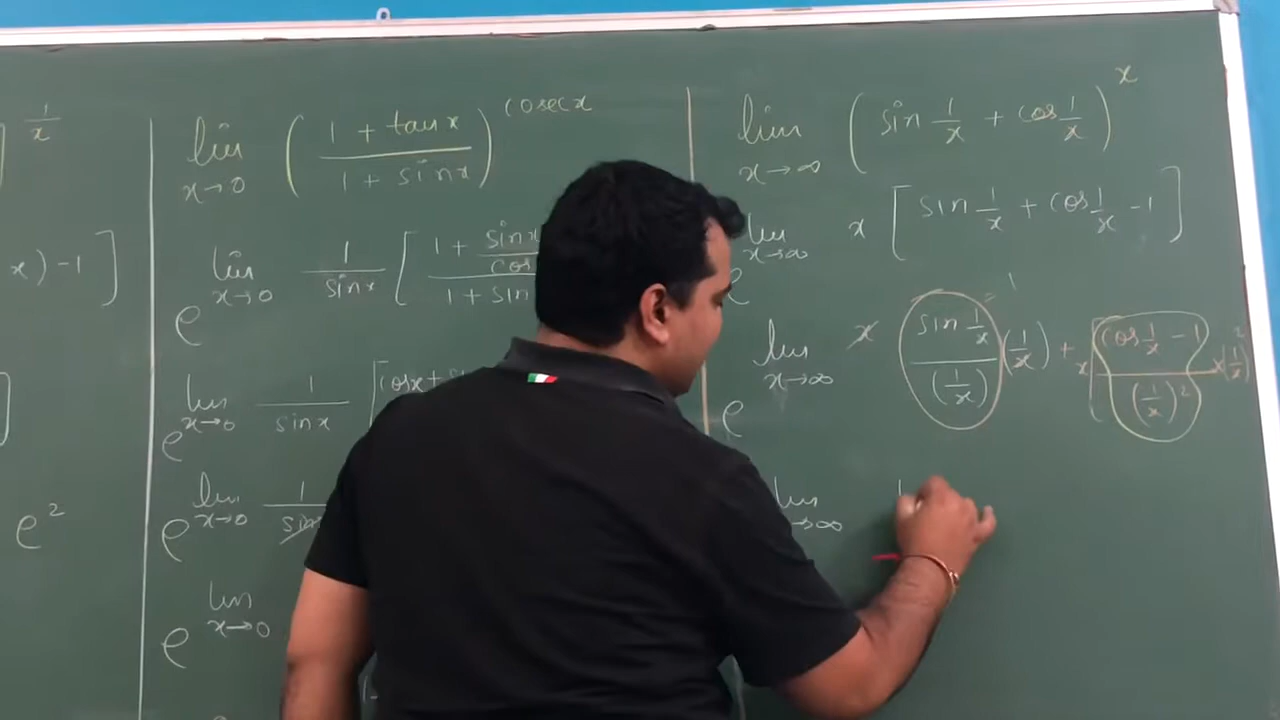 1/x
x) -1 ]
e^2
lim x→0 ( (1 + tan x) / (1 + sin x) )^cosec x
e^ lim x→0 1/sin x [ 1 + sin x / cos
1 + sin
e^ lim x→0 1/sin x [ cos x +
e^ lim x→0 1/sin
e^ lim x→0
lim x→∞ ( sin 1/x + cos 1/x )^x
e^ lim x→∞ x [ sin 1/x + cos 1/x -1 ]
e^ lim x→∞ x ( sin 1/x / (1/x) ) = 1 (1/x) + x [ ( cos 1/x - 1 / (1/x)^2 ) × (1/x)^2
lim →∞